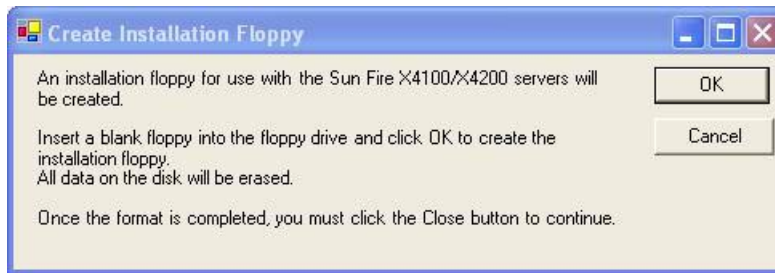 Create Installation Floppy
An installation floppy for use with the Sun Fire X4100/X4200 servers will
be created.
OK
Insert a blank floppy into the floppy drive and click OK to create the
installation floppy.
All data on the disk will be erased.
Cancel
Once the format is completed, you must click the Close button to continue.